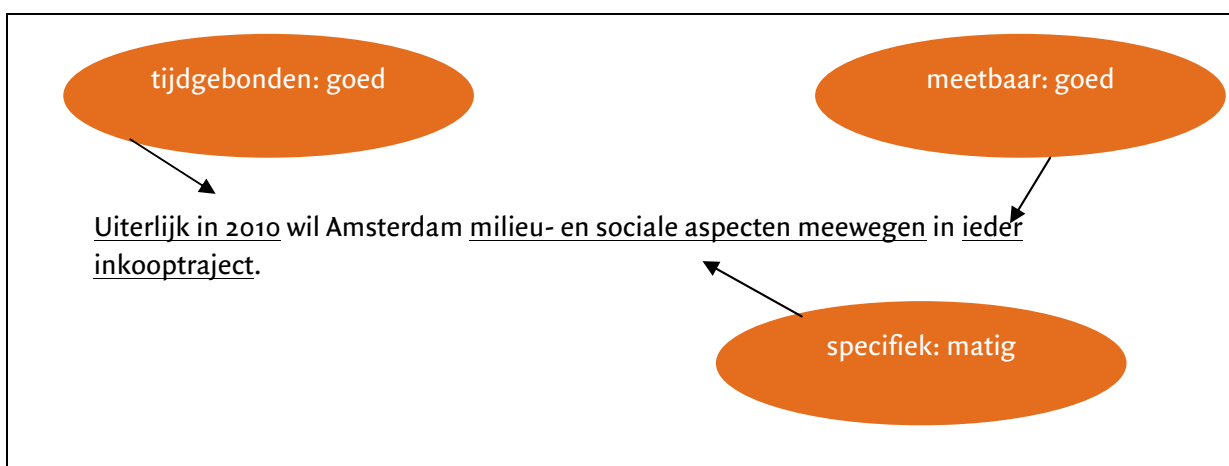 tijdgebonden: goed
meetbaar: goed
Uiterlijk in 2010 wil Amsterdam milieu- en sociale aspecten meewegen in ieder
inkooptraject.
specifiek: matig